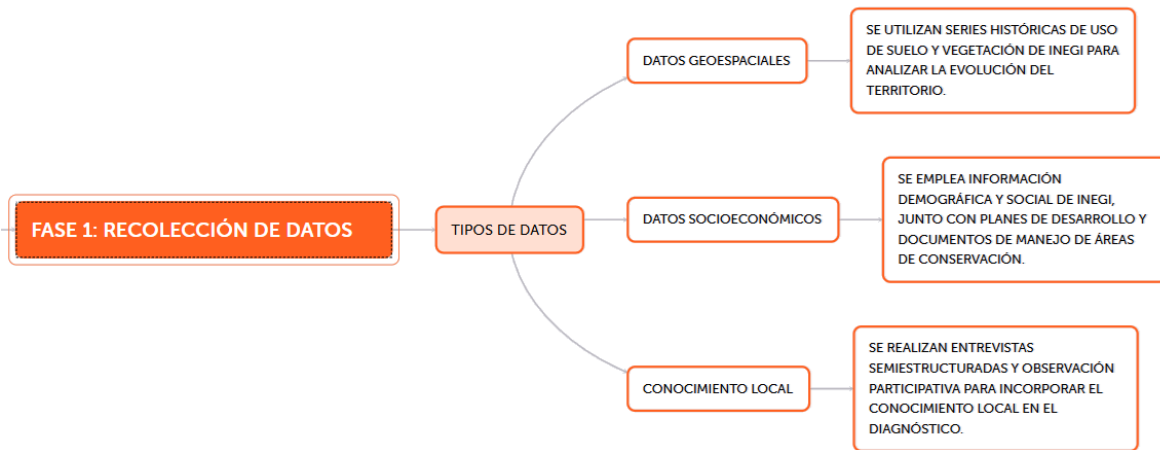 FASE 1: RECOLECCIÓN DE DATOS
TIPOS DE DATOS
DATOS GEOESPACIALES
SE UTILIZAN SERIES HISTÓRICAS DE USO
DE SUELO Y VEGETACIÓN DE INEGI PARA
ANALIZAR LA EVOLUCIÓN DEL
TERRITORIO.
DATOS SOCIOECONÓMICOS
SE EMPLEA INFORMACIÓN
DEMOGRÁFICA Y SOCIAL DE INEGI,
JUNTO CON PLANES DE DESARROLLO Y
DOCUMENTOS DE MANEJO DE ÁREAS
DE CONSERVACIÓN.
CONOCIMIENTO LOCAL
SE REALIZAN ENTREVISTAS
SEMIESTRUCTURADAS Y OBSERVACIÓN
PARTICIPATIVA PARA INCORPORAR EL
CONOCIMIENTO LOCAL EN EL
DIAGNÓSTICO.